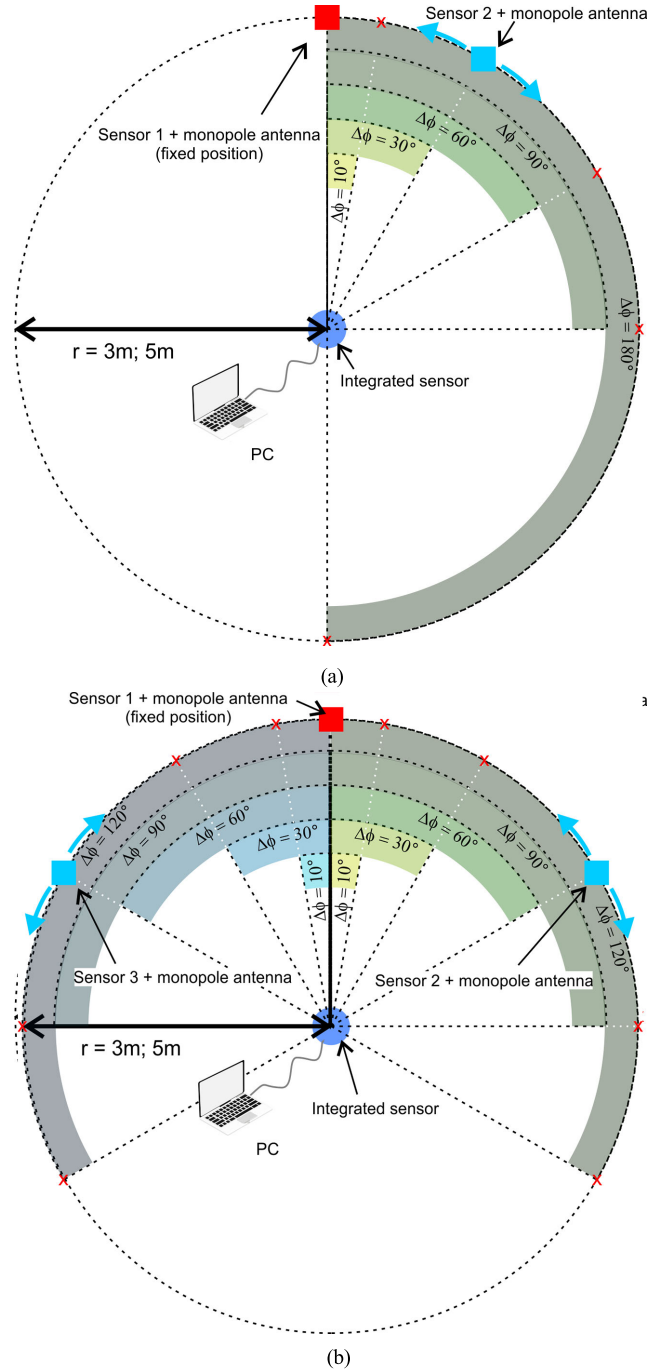 Sensor 2 + monopole antenna
Sensor 1 + monopole antenna
(fixed position)
Δϕ = 10°
Δϕ = 30°
Δϕ = 60°
Δϕ = 90°
Δϕ = 180°
r = 3m; 5m
Integrated sensor
PC
(a)
Sensor 1 + monopole antenna
(fixed position)
a
Δϕ = 120°
Δϕ = 90°
Δϕ = 60°
Δϕ = 30°
Δϕ = 10°
Δϕ = 10°
Δϕ = 30°
Δϕ = 60°
Δϕ = 90°
Δϕ = 120°
Sensor 3 + monopole antenna
Sensor 2 + monopole antenna
r = 3m; 5m
Integrated sensor
PC
(b)